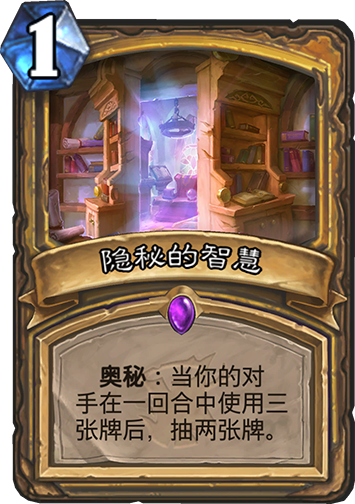 1
隐秘的智慧
奥秘：当你的对
手在一回合中使用三
张牌后，抽两张牌。